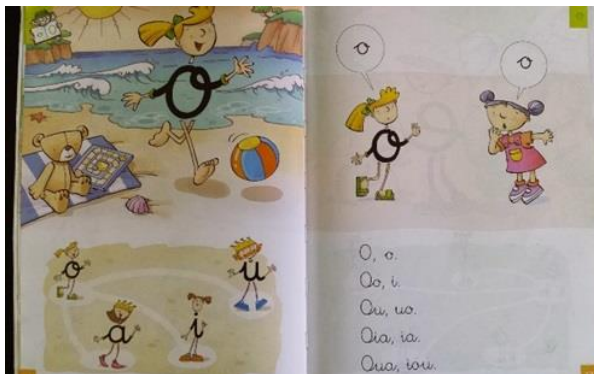 o
o
u
a
i
o
o
o
O, o.
Oo, i.
Ou, uo.
Oia, ia.
Oua, iou.